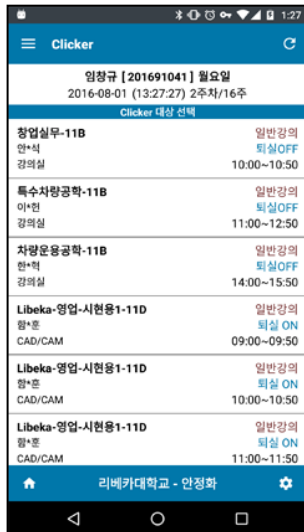 1:27
Clicker
임창규 [201691041] 월요일
2016-08-01 (13:27:27) 2주차/16주
Clicker 대상 선택
창업실무-11B 일반강의
안*석 퇴실OFF
강의실 10:00~10:50
특수차량공학-11B 일반강의
이*헌 퇴실OFF
강의실 11:00~12:50
차량운용공학-11B 일반강의
한*혁 퇴실OFF
강의실 14:00~15:50
Libeka-영업-시현용1-11D 일반강의
함*훈 퇴실 ON
CAD/CAM 09:00~09:50
Libeka-영업-시현용1-11D 일반강의
함*훈 퇴실 ON
CAD/CAM 10:00~10:50
Libeka-영업-시현용1-11D 일반강의
함*훈 퇴실 ON
CAD/CAM 11:00~11:50
리베카대학교 - 안정화